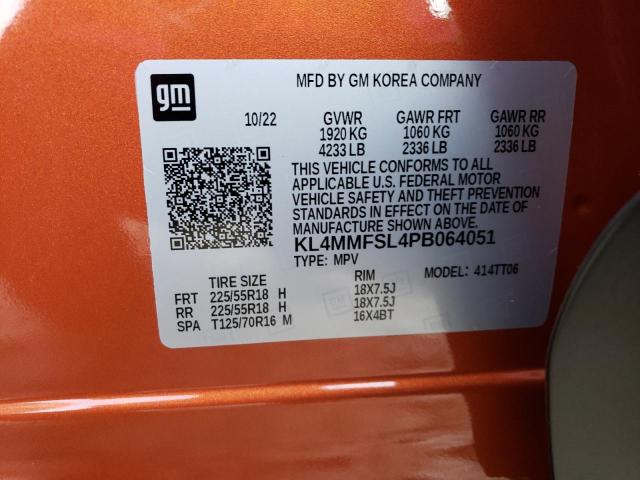 gm
MFD BY GM KOREA COMPANY
10/22 GVWR GAWR FRT GAWR RR
1920 KG 1060 KG 1060 KG
4233 LB 2336 LB 2336 LB
THIS VEHICLE CONFORMS TO ALL
APPLICABLE U.S. FEDERAL MOTOR
VEHICLE SAFETY AND THEFT PREVENTION
STANDARDS IN EFFECT ON THE DATE OF
MANUFACTURE SHOWN ABOVE.
KL4MMFSL4PB064051
TYPE: MPV MODEL: 414TT06
TIRE SIZE RIM
FRT 225/55R18 H 18X7.5J
RR 225/55R18 H 18X7.5J
SPA T125/70R16 M 16X4BT